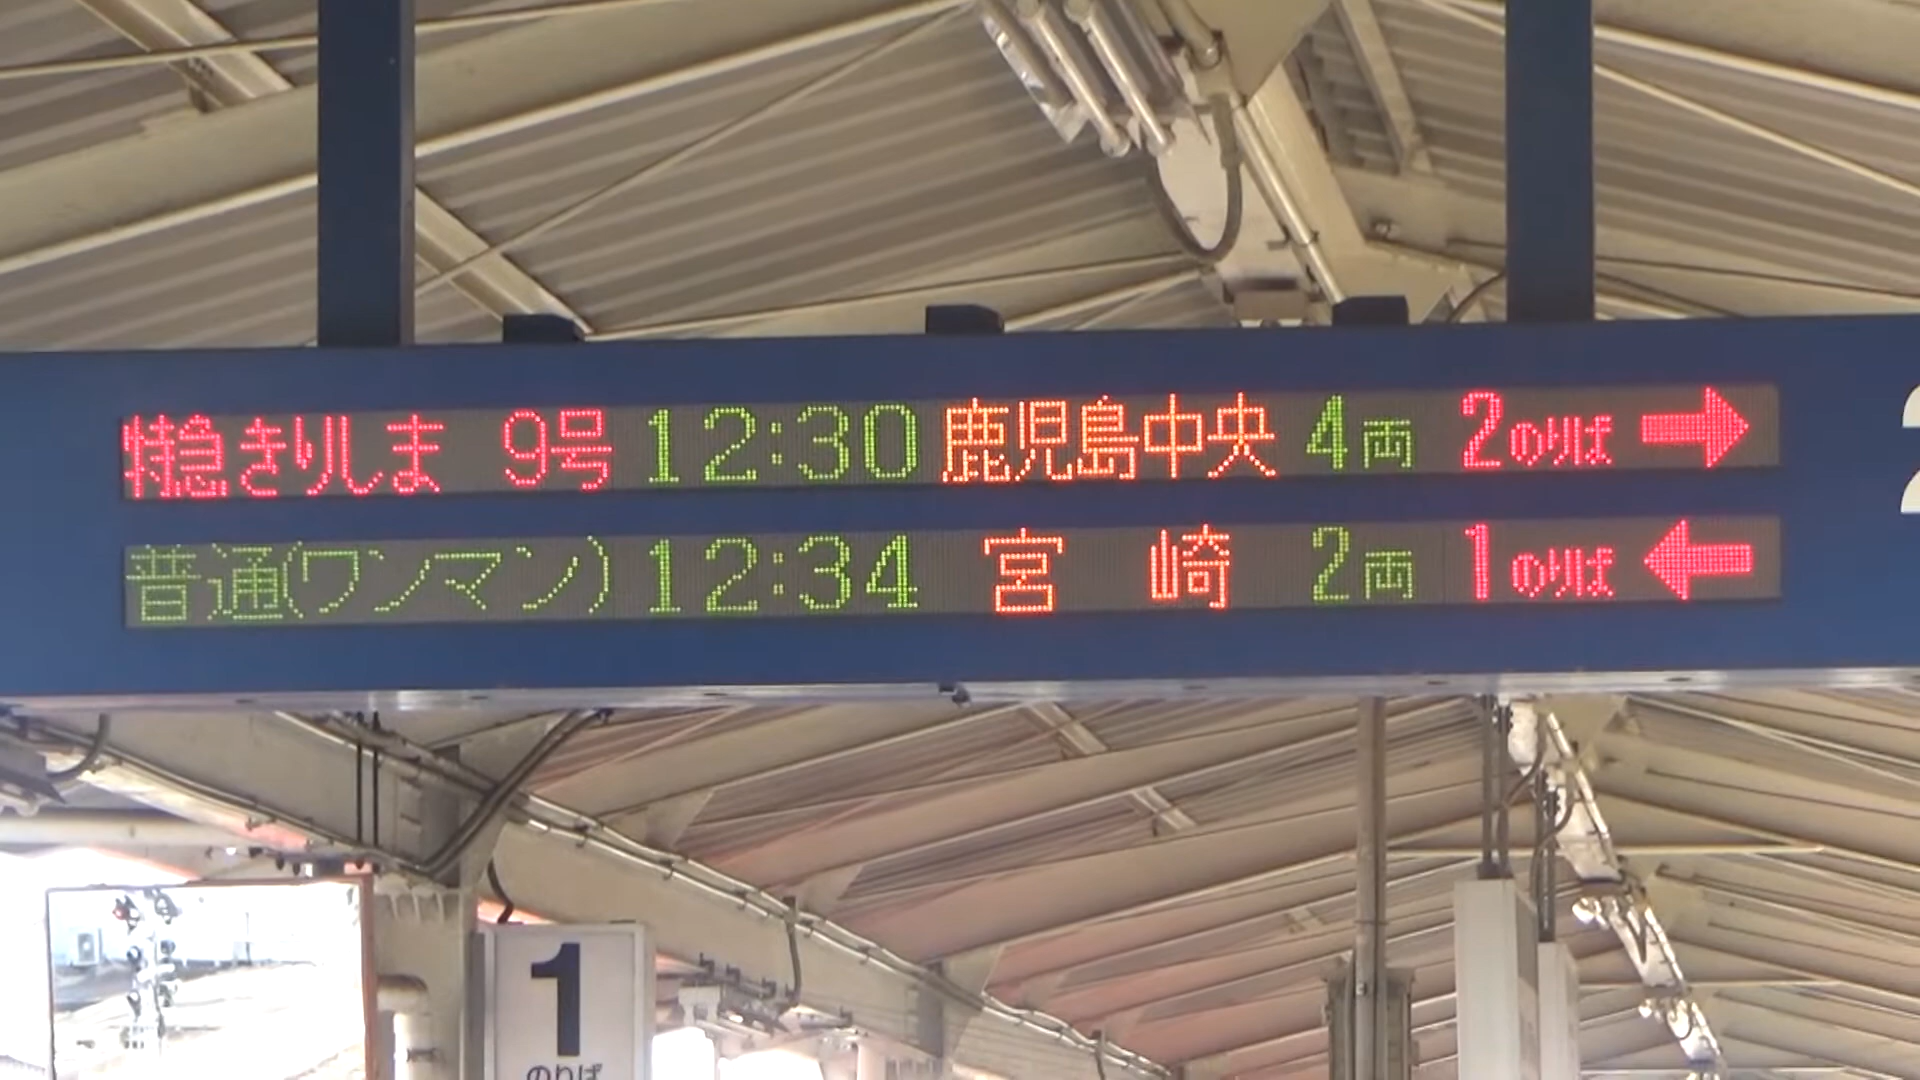 特急きりしま 9号 12:30 鹿児島中央 4両 2のりば →
普通(ワンマン) 12:34 宮 崎 2両 1のりば ←
1
のりば